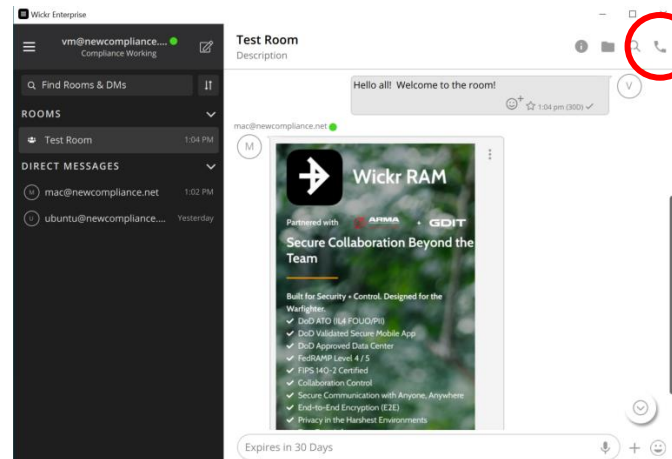 Wickr Enterprise
vm@newcompliance....
Compliance Working
Find Rooms & DMs
ROOMS
Test Room 1:04 PM
DIRECT MESSAGES
M mac@newcompliance.net 1:02 PM
U ubuntu@newcompliance.... Yesterday
Test Room
Description
Hello all! Welcome to the room!
1:04 pm (30D)
V
mac@newcompliance.net
M
Wickr RAM
Partnered with ARMA + GDIT
Secure Collaboration Beyond the
Team
Built for Security + Control. Designed for the
Warfighter.
DoD ATO (IL4 FOUO/PII)
DoD Validated Secure Mobile App
DoD Approved Data Center
FedRAMP Level 4 / 5
FIPS 140-2 Certified
Collaboration Control
Secure Communication with Anyone, Anywhere
End-to-End Encryption (E2E)
Privacy in the Harshest Environments
Expires in 30 Days